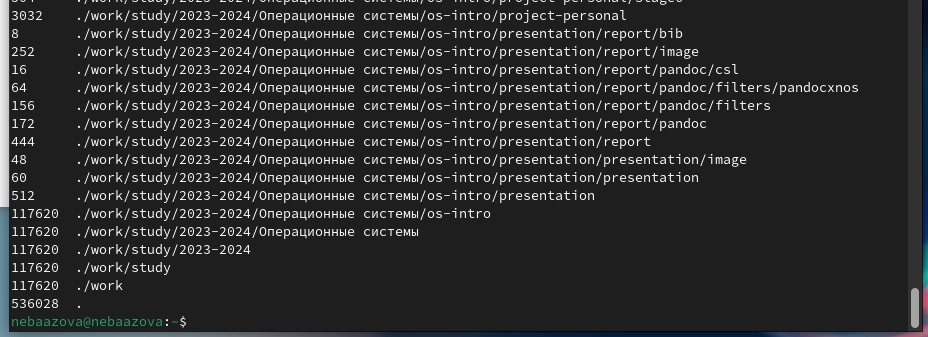 3032 ./work/study/2023-2024/Операционные системы/os-intro/project-personal
8 ./work/study/2023-2024/Операционные системы/os-intro/presentation/report/bib
252 ./work/study/2023-2024/Операционные системы/os-intro/presentation/report/image
16 ./work/study/2023-2024/Операционные системы/os-intro/presentation/report/pandoc/csl
64 ./work/study/2023-2024/Операционные системы/os-intro/presentation/report/pandoc/filters/pandocxnos
156 ./work/study/2023-2024/Операционные системы/os-intro/presentation/report/pandoc/filters
172 ./work/study/2023-2024/Операционные системы/os-intro/presentation/report/pandoc
444 ./work/study/2023-2024/Операционные системы/os-intro/presentation/report
48 ./work/study/2023-2024/Операционные системы/os-intro/presentation/presentation/image
60 ./work/study/2023-2024/Операционные системы/os-intro/presentation/presentation
512 ./work/study/2023-2024/Операционные системы/os-intro/presentation
117620 ./work/study/2023-2024/Операционные системы/os-intro
117620 ./work/study/2023-2024/Операционные системы
117620 ./work/study/2023-2024
117620 ./work/study
117620 ./work
536028 .
nebaazova@nebaazova:~$